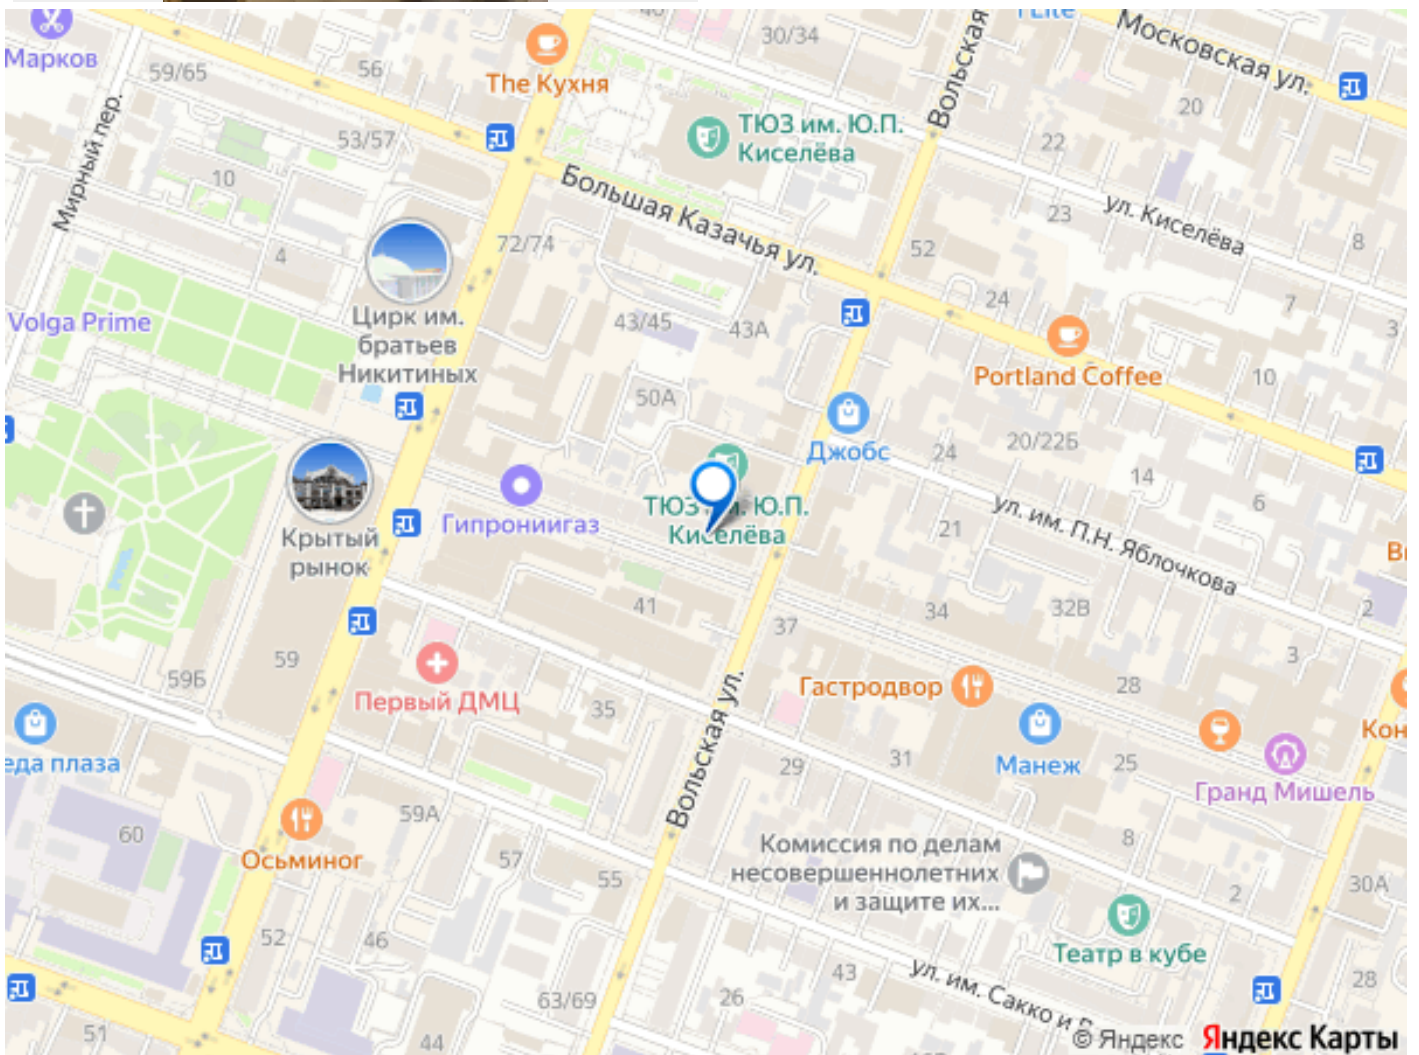 30/34
Московская ул.
Марков
59/65
56
The Кухня
Вольская
20
ТЮЗ им. Ю.П.
Киселёва
53/57
22
Мирный пер.
10
Большая Казачья ул.
23
ул. Киселёва
8
4
72/74
52
24
7
Volga Prime
Цирк им.
братьев
Никитиных
43/45
43А
3
Portland Coffee
10
50А
Джобс
24
20/22Б
14
6
Гипрониигаз
ТЮЗ им. Ю.П.
Киселёва
21
ул. им. П.Н. Яблочкова
Крытый
рынок
41
37
34
32В
2
59
59Б
Первый ДМЦ
35
Вольская ул.
Гастродвор
28
3
Кон
еда плаза
29
31
Манеж
25
Гранд Мишель
60
Осьминог
59А
57
55
Комиссия по делам
несовершеннолетних
и защите их...
8
2
30А
52
46
Театр в кубе
43
ул. им. Сакко и
28
63/69
26
51
44
© Яндекс Яндекс Карты